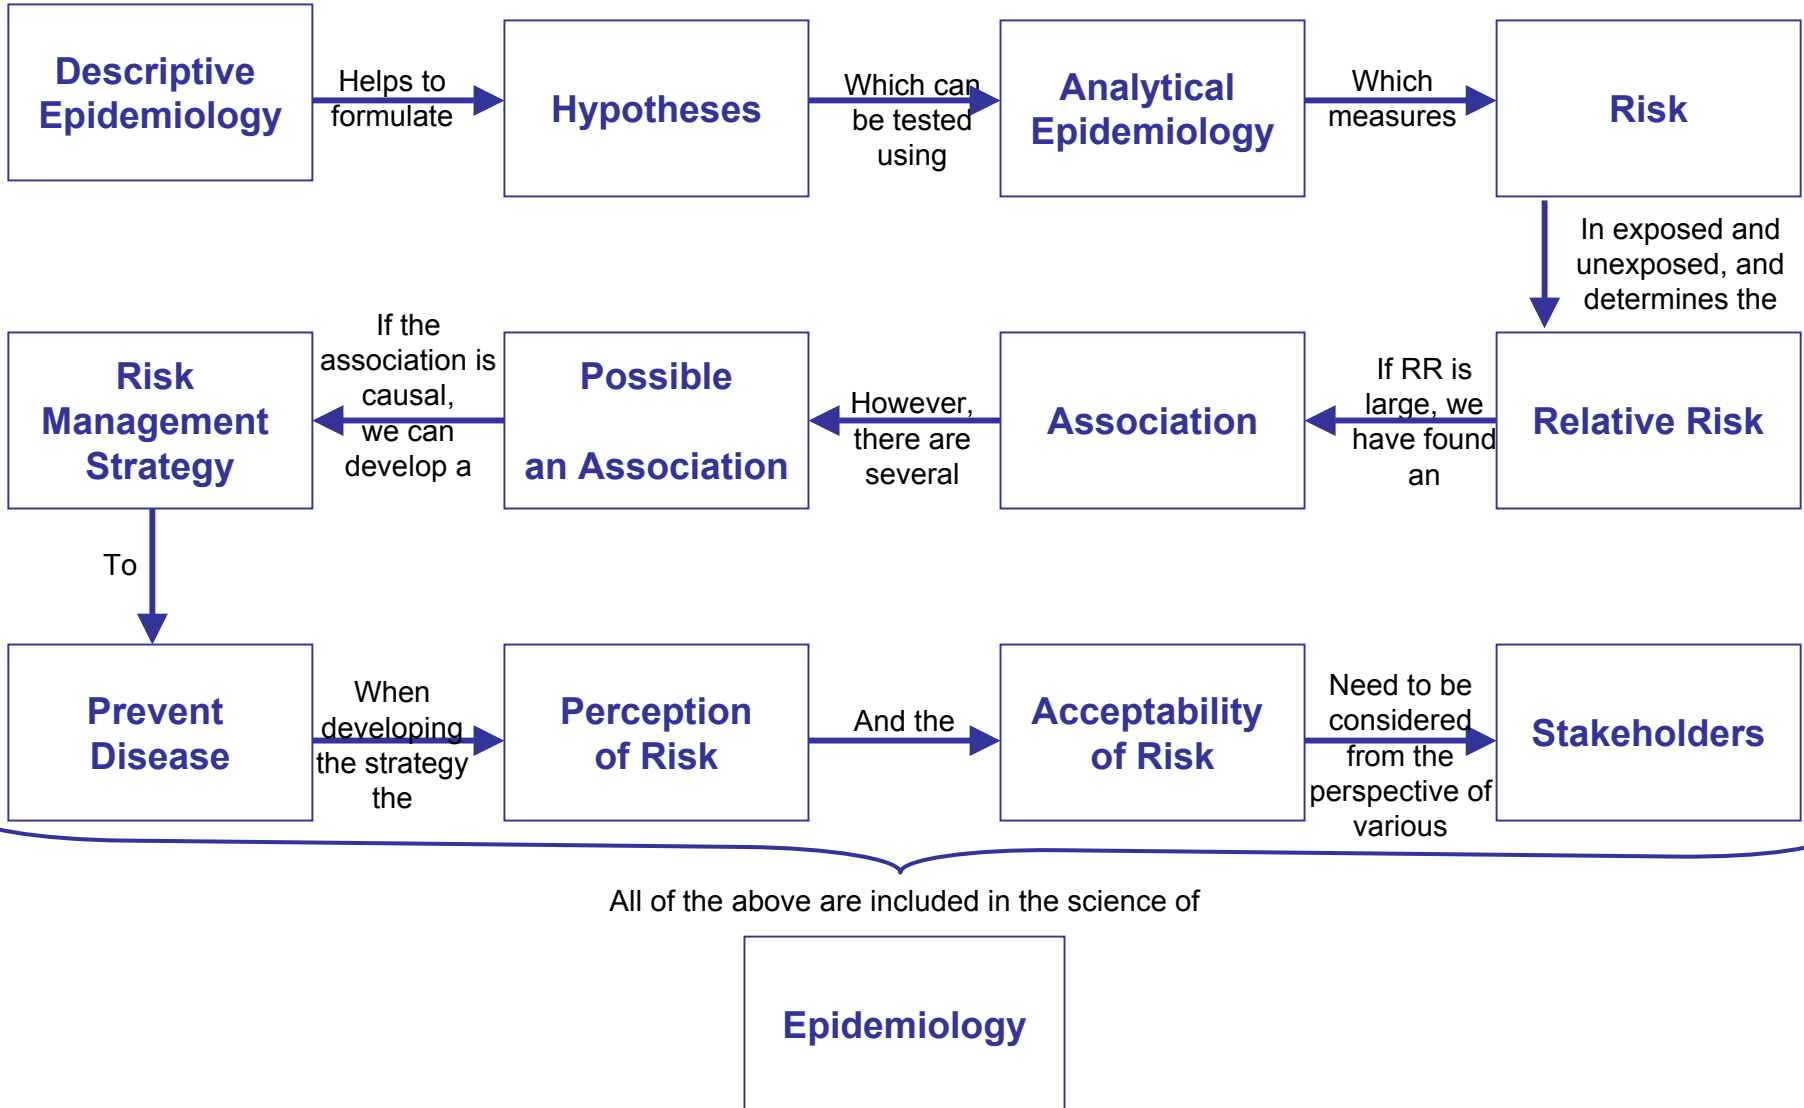 Descriptive
Epidemiology
Helps to
formulate
Hypotheses
Which can
be tested
using
Analytical
Epidemiology
Which
measures
Risk
In exposed and
unexposed, and
determines the
Relative Risk
If RR is
large, we
have found
an
Association
However,
there are
several
Possible
an Association
If the
association is
causal,
we can
develop a
Risk
Management
Strategy
To
Prevent
Disease
When
developing
the strategy
the
Perception
of Risk
And the
Acceptability
of Risk
Need to be
considered
from the
perspective of
various
Stakeholders
All of the above are included in the science of
Epidemiology